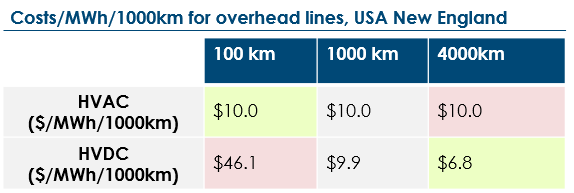 Costs/MWh/1000km for overhead lines, USA New England
100 km 1000 km 4000km
HVAC
($/MWh/1000km) $10.0 $10.0 $10.0
HVDC
($/MWh/1000km) $46.1 $9.9 $6.8